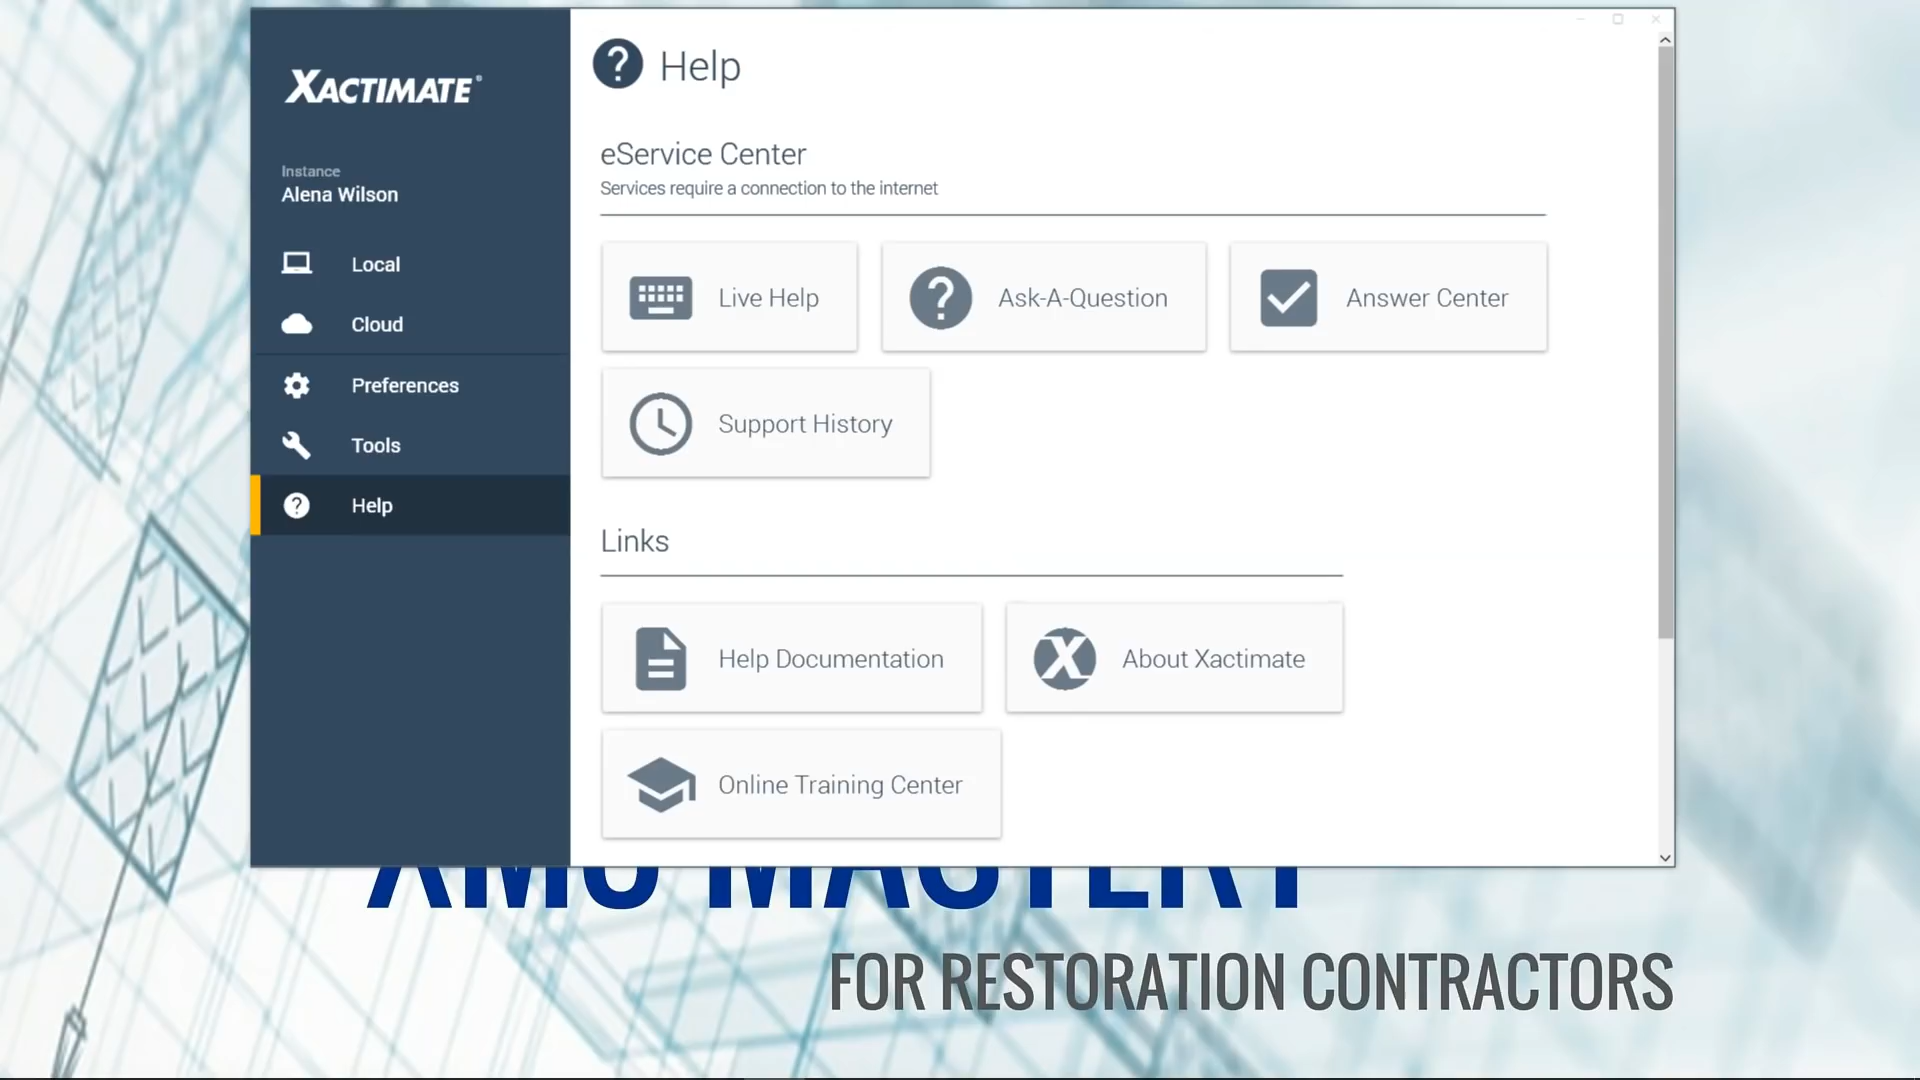 XACTIMATE®
Instance
Alena Wilson
Local
Cloud
Preferences
Tools
Help
Help
eService Center
Services require a connection to the internet
Live Help
Ask-A-Question
Answer Center
Support History
Links
Help Documentation
About Xactimate
Online Training Center
MASTERY
FOR RESTORATION CONTRACTORS